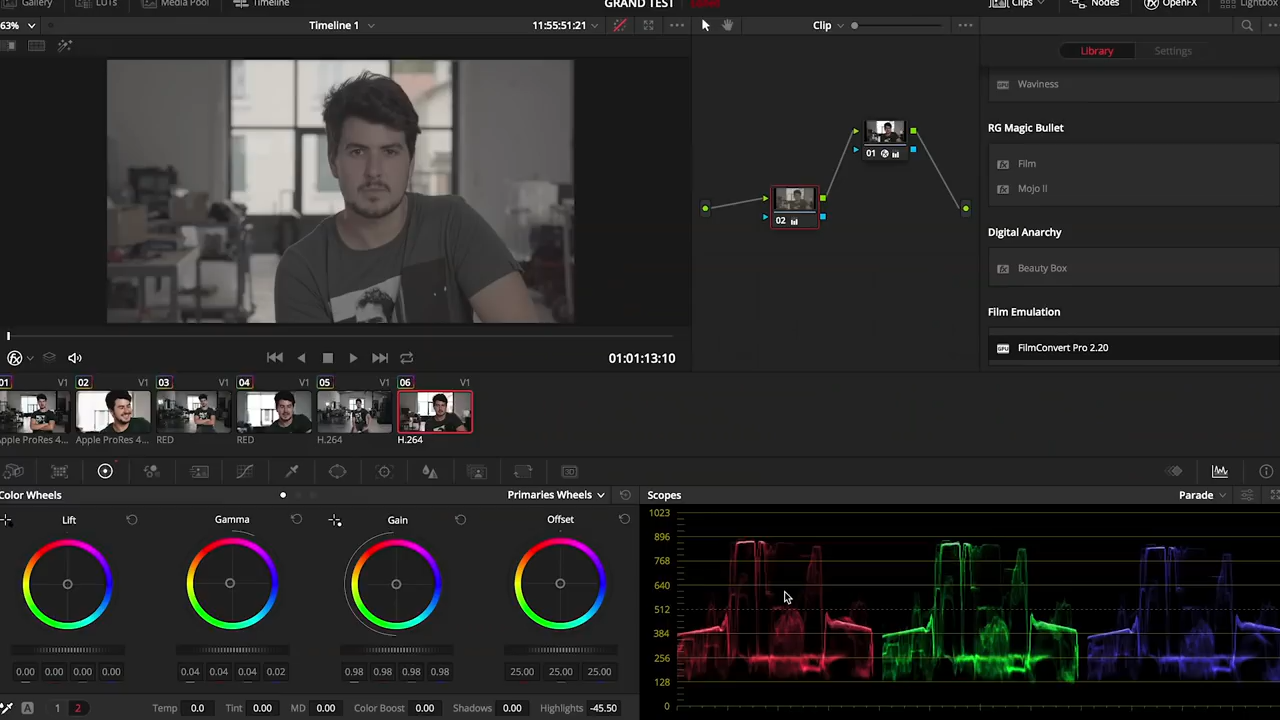 Gallery LUTs Media Pool Timeline GRAND TEST Edited Clips Nodes OpenFX Lightbox
63% Timeline 1 11:55:51:21 Clip
Library Settings
Waviness
RG Magic Bullet
Film
Mojo II
Digital Anarchy
Beauty Box
Film Emulation
FilmConvert Pro 2.20
01
02
01:01:13:10
01 V1 02 V1 03 V1 04 V1 05 V1 06 V1
Apple ProRes 4... Apple ProRes 4... RED RED H.264 H.264
Color Wheels Primaries Wheels Scopes Parade
Lift Gamma Gain Offset
1023
896
768
640
512
384
256
128
0
0.00 0.00 0.00 0.00 0.04 0.04 0.04 0.02 0.98 0.98 0.98 0.98 25.00 25.00 25.00
A 1 2 Temp 0.0 Tint 0.00 MD 0.00 Color Boost 0.00 Shadows 0.00 Highlights -45.50